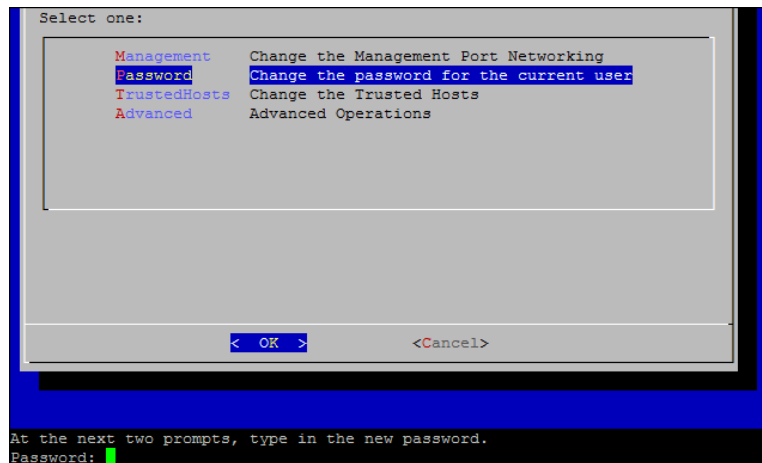 Select one:
Management Change the Management Port Networking
Password Change the password for the current user
TrustedHosts Change the Trusted Hosts
Advanced Advanced Operations
< OK > <Cancel>
At the next two prompts, type in the new password.
Password: